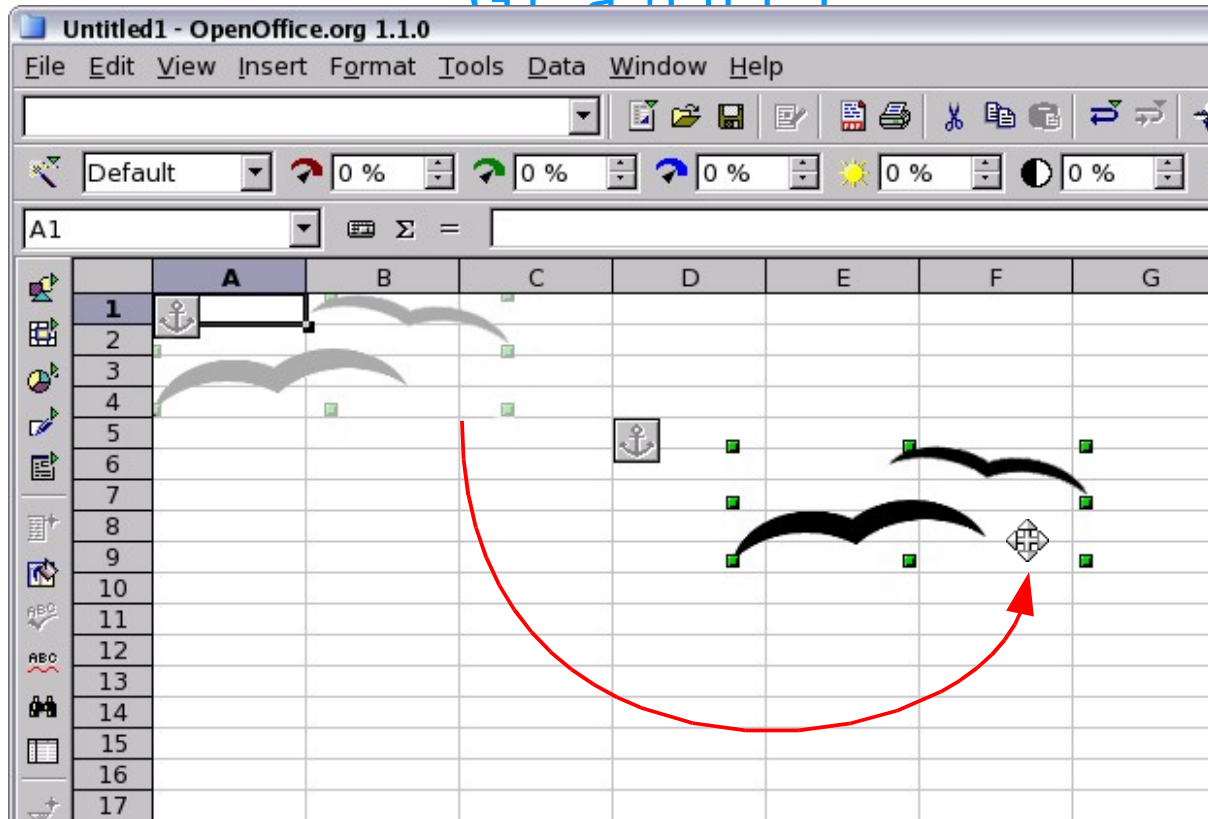 Untitled1 - OpenOffice.org 1.1.0
File Edit View Insert Format Tools Data Window Help
Default 0 % 0 % 0 % 0 % 0 %
A1 Σ =
A B C D E F G
1
2
3
4
5
6
7
8
9
10
11
12
13
14
15
16
17
ABC
ABC